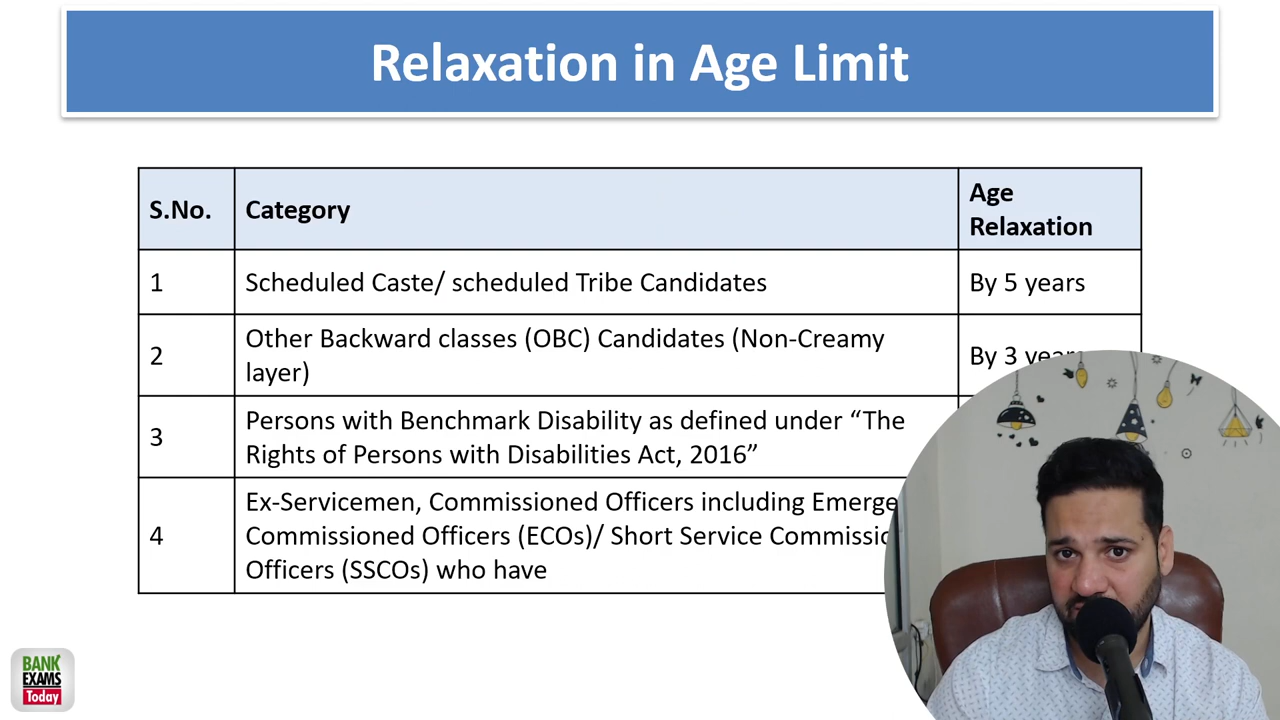 Relaxation in Age Limit
S.No.
Category
Age
Relaxation
1
Scheduled Caste/ scheduled Tribe Candidates
By 5 years
2
Other Backward classes (OBC) Candidates (Non-Creamy
layer)
By 3 years
3
Persons with Benchmark Disability as defined under “The
Rights of Persons with Disabilities Act, 2016”
4
Ex-Servicemen, Commissioned Officers including
Commissioned Officers (ECOs)/ Short Service
Officers (SSCOs) who have
BANK
EXAMS
Today